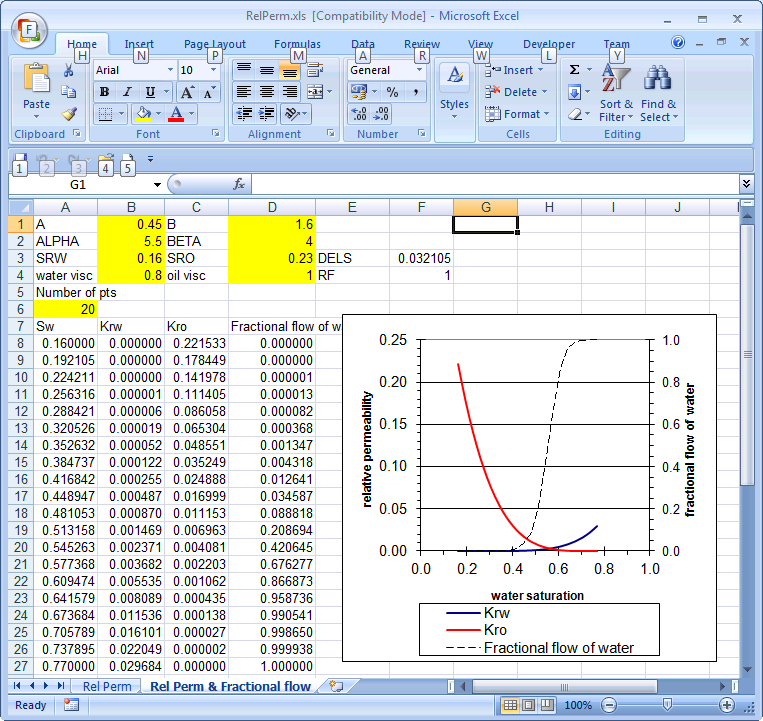 RelPerm.xls [Compatibility Mode] - Microsoft Excel
F
Home Insert Page Layout Formulas Data Review View Developer Team
H N P M A R W L Y
Paste
Clipboard
Arial 10
B I U A A
Font
Alignment
General
$ % ,
Number
Styles
Insert
Delete
Format
Cells
Σ
Sort & Filter
Find & Select
Editing
1 2 3 4 5
G1 fx
A B C D E F G H I J
1 A 0.45 B 1.6
2 ALPHA 5.5 BETA 4
3 SRW 0.16 SRO 0.23 DELS 0.032105
4 water visc 0.8 oil visc 1 RF 1
5 Number of pts
6 20
7 Sw Krw Kro Fractional flow of w
8 0.160000 0.000000 0.221533 0.000000
9 0.192105 0.000000 0.178449 0.000000
10 0.224211 0.000000 0.141978 0.000001
11 0.256316 0.000001 0.111405 0.000013
12 0.288421 0.000006 0.086058 0.000082
13 0.320526 0.000019 0.065304 0.000368
14 0.352632 0.000052 0.048551 0.001347
15 0.384737 0.000122 0.035249 0.004318
16 0.416842 0.000255 0.024888 0.012641
17 0.448947 0.000487 0.016999 0.034587
18 0.481053 0.000870 0.011153 0.088818
19 0.513158 0.001469 0.006963 0.208694
20 0.545263 0.002371 0.004081 0.420645
21 0.577368 0.003682 0.002203 0.676277
22 0.609474 0.005535 0.001062 0.866873
23 0.641579 0.008089 0.000435 0.958736
24 0.673684 0.011536 0.000138 0.990541
25 0.705789 0.016101 0.000027 0.998650
26 0.737895 0.022049 0.000002 0.999938
27 0.770000 0.029684 0.000000 1.000000
0.25
0.20
0.15
0.10
0.05
0.00
relative permeability
1.0
0.8
0.6
0.4
0.2
0.0
fractional flow of water
0.0 0.2 0.4 0.6 0.8 1.0
water saturation
Krw
Kro
Fractional flow of water
Rel Perm Rel Perm & Fractional flow
Ready 100%